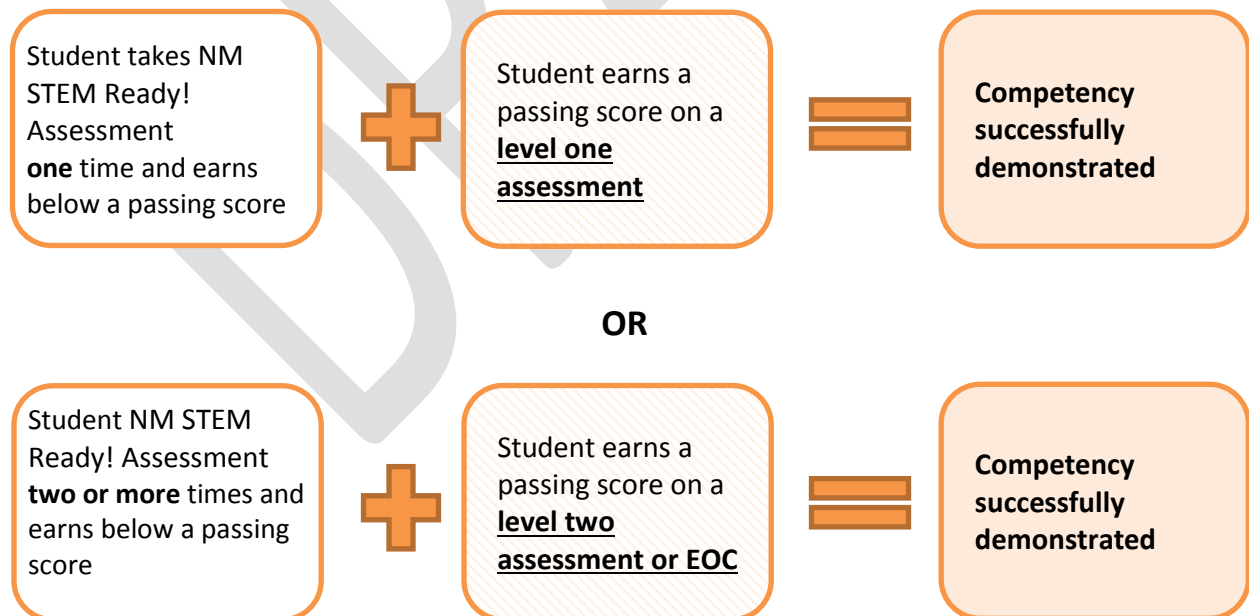 Student takes NM
STEM Ready!
Assessment
one time and earns
below a passing score
Student earns a
passing score on a
level one
assessment
Competency
successfully
demonstrated
OR
Student NM STEM
Ready! Assessment
two or more times and
earns below a passing
score
Student earns a
passing score on a
level two
assessment or EOC
Competency
successfully
demonstrated